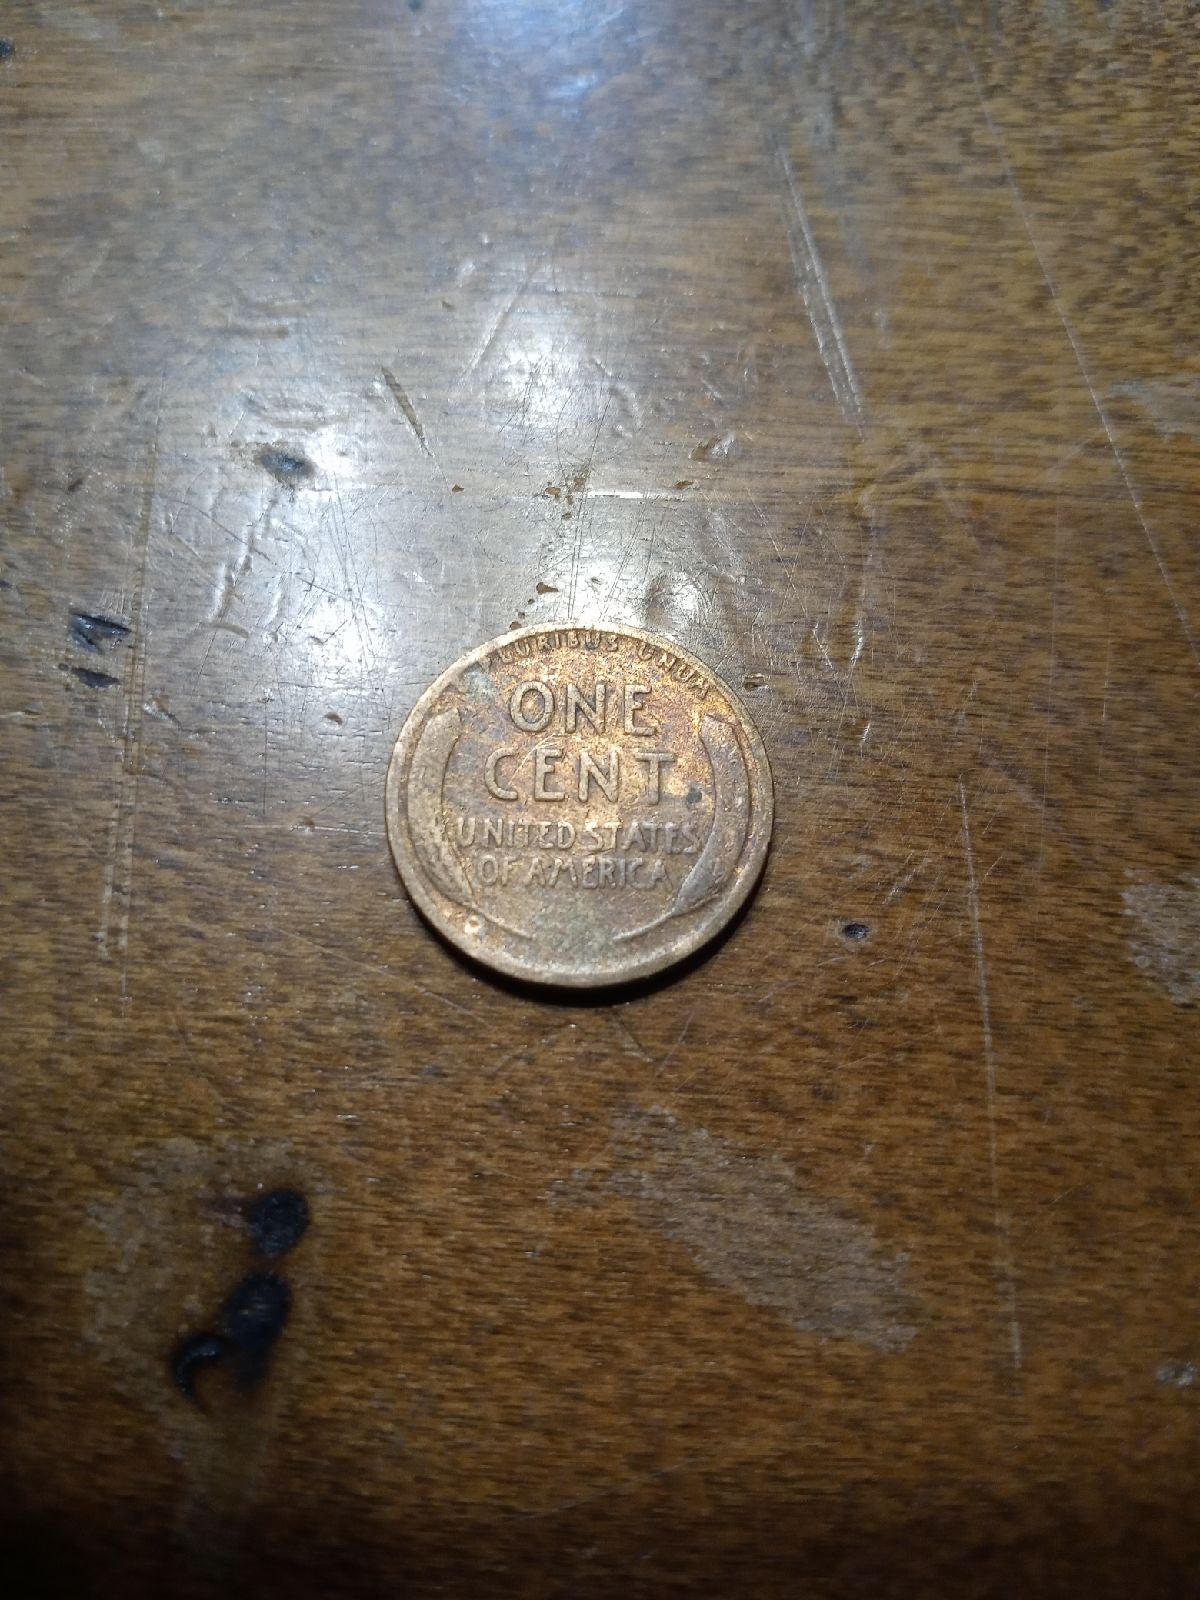 PLURIBUS UNUM
ONE
CENT
UNITED STATES
OF AMERICA